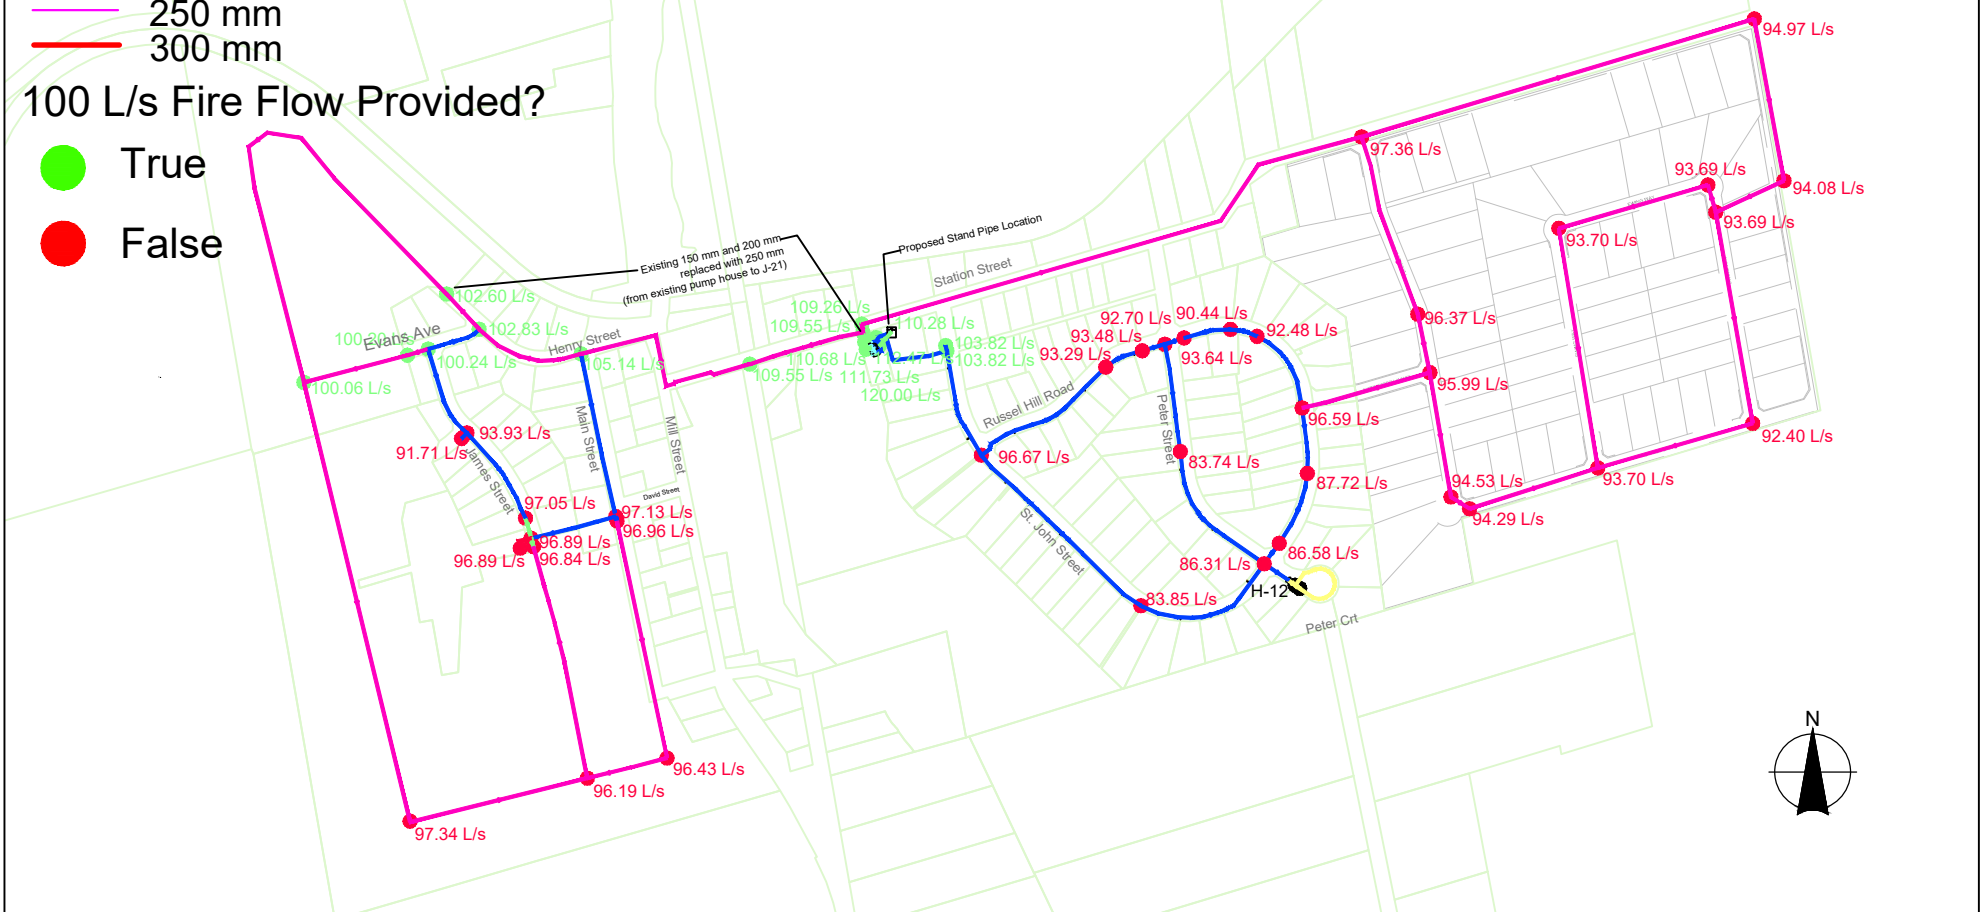 250 mm
300 mm
100 L/s Fire Flow Provided?
True
False
94.97 L/s
97.36 L/s
93.69 L/s
94.08 L/s
93.69 L/s
93.70 L/s
Proposed Stand Pipe Location
Existing 150 mm and 200 mm
replaced with 250 mm
(from existing pump house to J-21)
Station Street
102.60 L/s
109.26 L/s
109.55 L/s
110.28 L/s
102.83 L/s
Evans Ave
Henry Street
100.24 L/s
105.14 L/s
110.68 L/s
103.82 L/s
103.82 L/s
109.55 L/s
111.73 L/s
120.00 L/s
100.06 L/s
92.70 L/s
90.44 L/s
93.48 L/s
92.48 L/s
93.29 L/s
93.64 L/s
96.37 L/s
95.99 L/s
Russel Hill Road
Peter Street
96.59 L/s
93.93 L/s
91.71 L/s
James Street
Main Street
Mill Street
96.67 L/s
83.74 L/s
87.72 L/s
92.40 L/s
93.70 L/s
94.53 L/s
94.29 L/s
David Street
97.05 L/s
97.13 L/s
96.96 L/s
96.89 L/s
96.89 L/s
96.84 L/s
St. John Street
86.58 L/s
86.31 L/s
H-12
83.85 L/s
Peter Crt
96.43 L/s
96.19 L/s
97.34 L/s
N